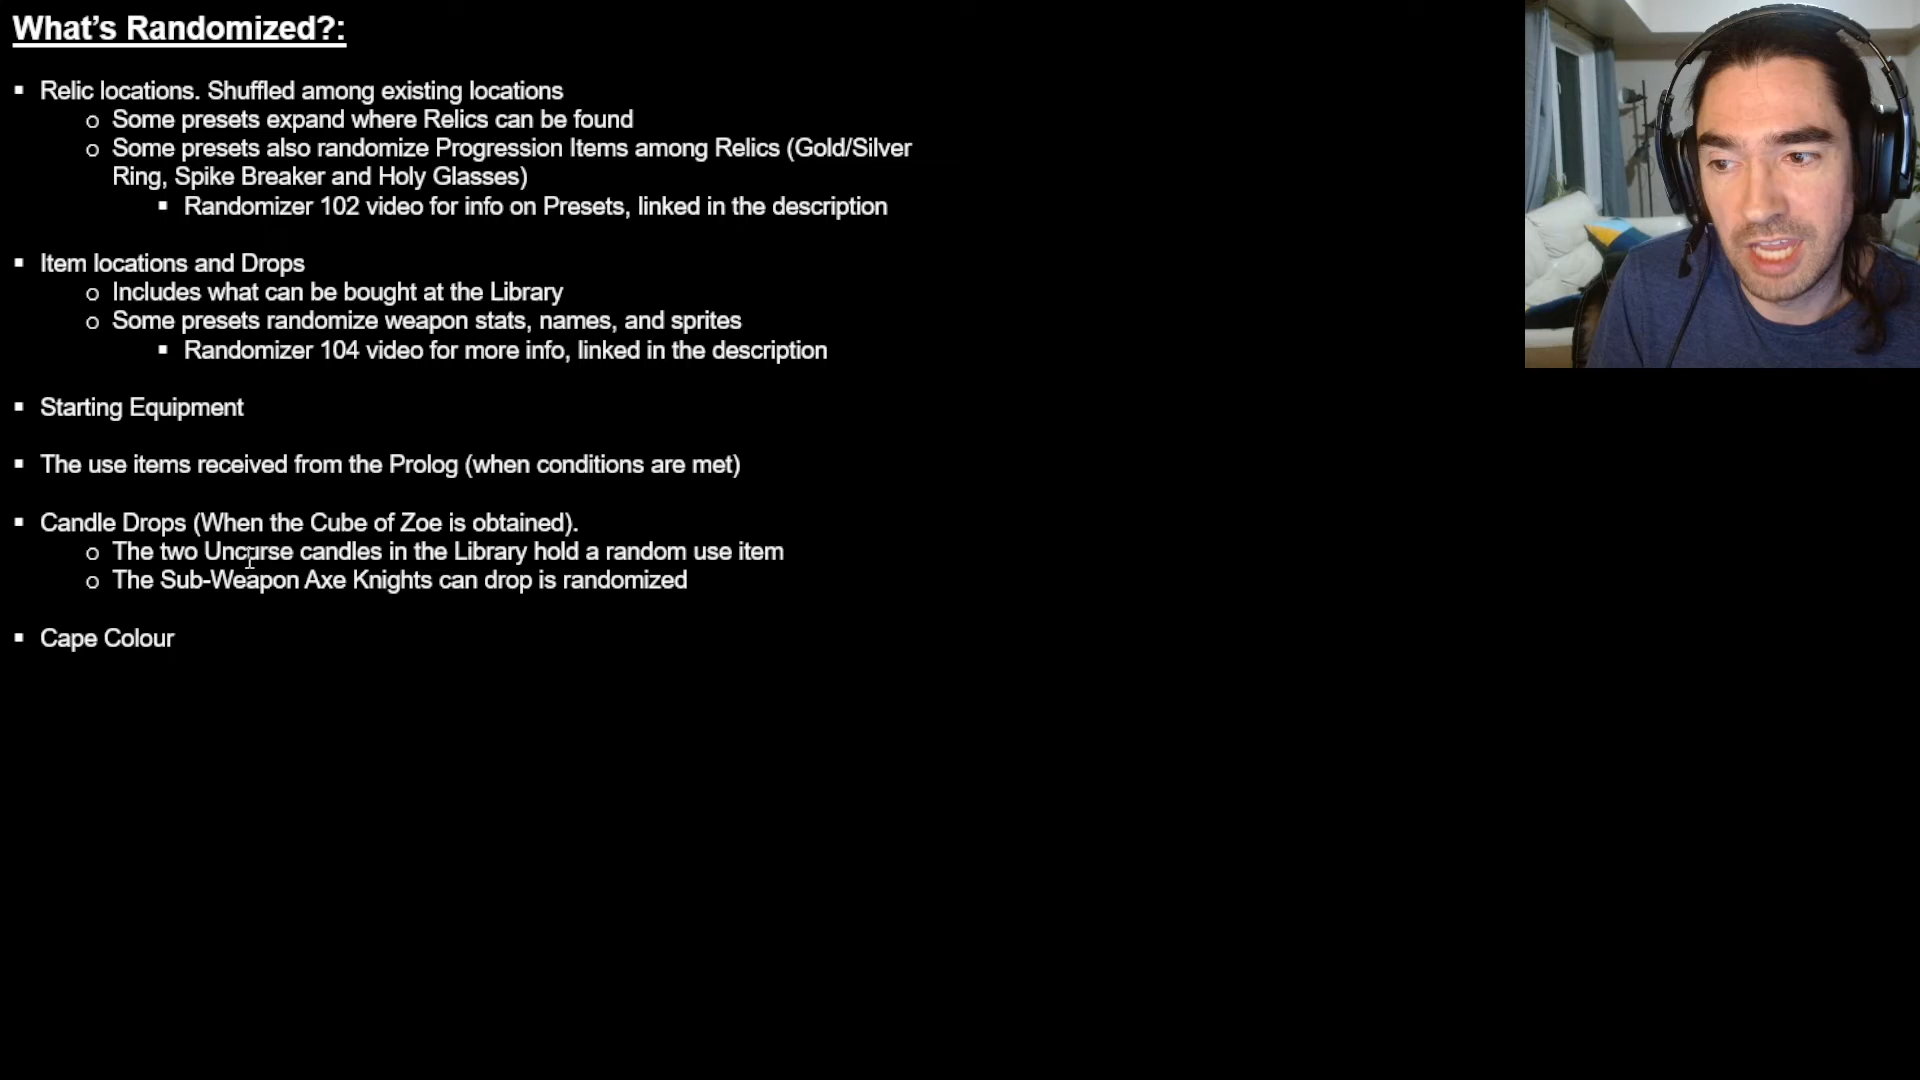 What's Randomized?:
▪ Relic locations. Shuffled among existing locations
o Some presets expand where Relics can be found
o Some presets also randomize Progression Items among Relics (Gold/Silver
Ring, Spike Breaker and Holy Glasses)
▪ Randomizer 102 video for info on Presets, linked in the description
▪ Item locations and Drops
o Includes what can be bought at the Library
o Some presets randomize weapon stats, names, and sprites
▪ Randomizer 104 video for more info, linked in the description
▪ Starting Equipment
▪ The use items received from the Prolog (when conditions are met)
▪ Candle Drops (When the Cube of Zoe is obtained).
o The two Uncurse candles in the Library hold a random use item
o The Sub-Weapon Axe Knights can drop is randomized
▪ Cape Colour